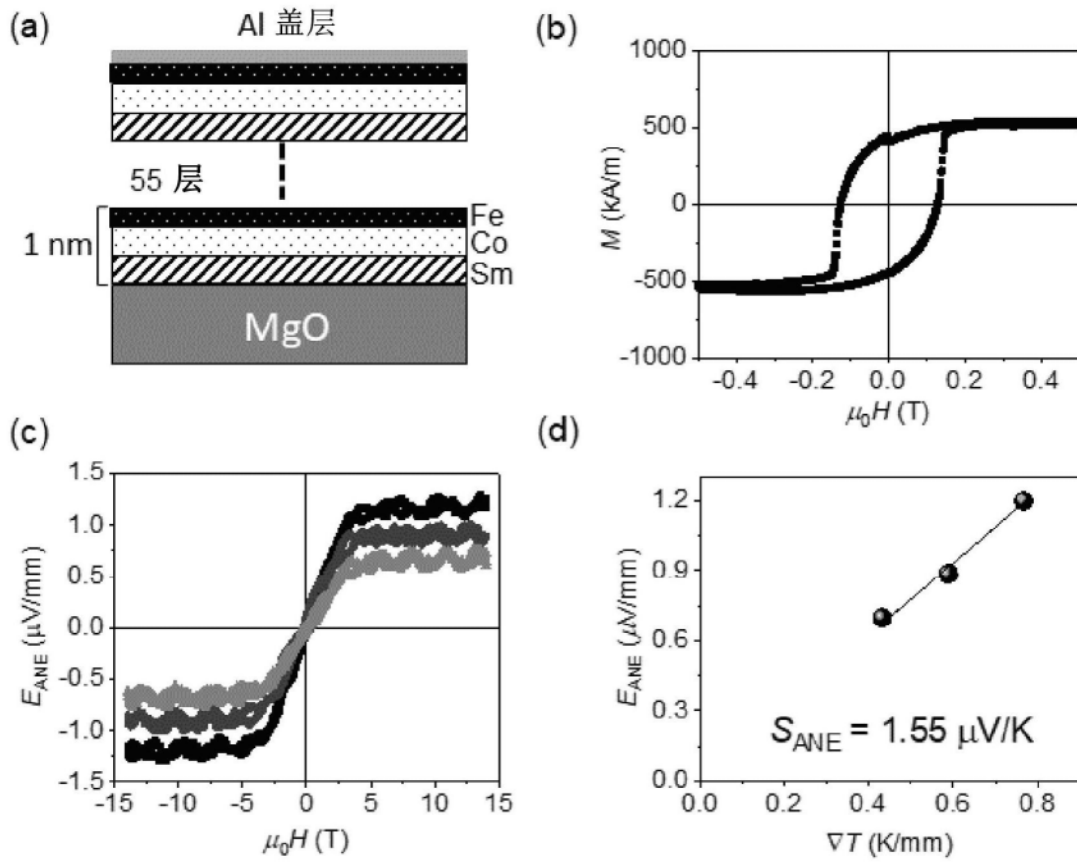 (a)
Al 盖层
55 层
1 nm
Fe
Co
Sm
MgO
(b)
1000
500
0
-500
-1000
M (kA/m)
-0.4 -0.2 0.0 0.2 0.4
μ₀H (T)
(c)
1.5
1.0
0.5
0.0
-0.5
-1.0
-1.5
E_ANE (μV/mm)
-15 -10 -5 0 5 10 15
μ₀H (T)
(d)
1.2
0.9
0.6
0.3
0.0
E_ANE (μV/mm)
S_ANE = 1.55 μV/K
0.0 0.2 0.4 0.6 0.8
∇T (K/mm)